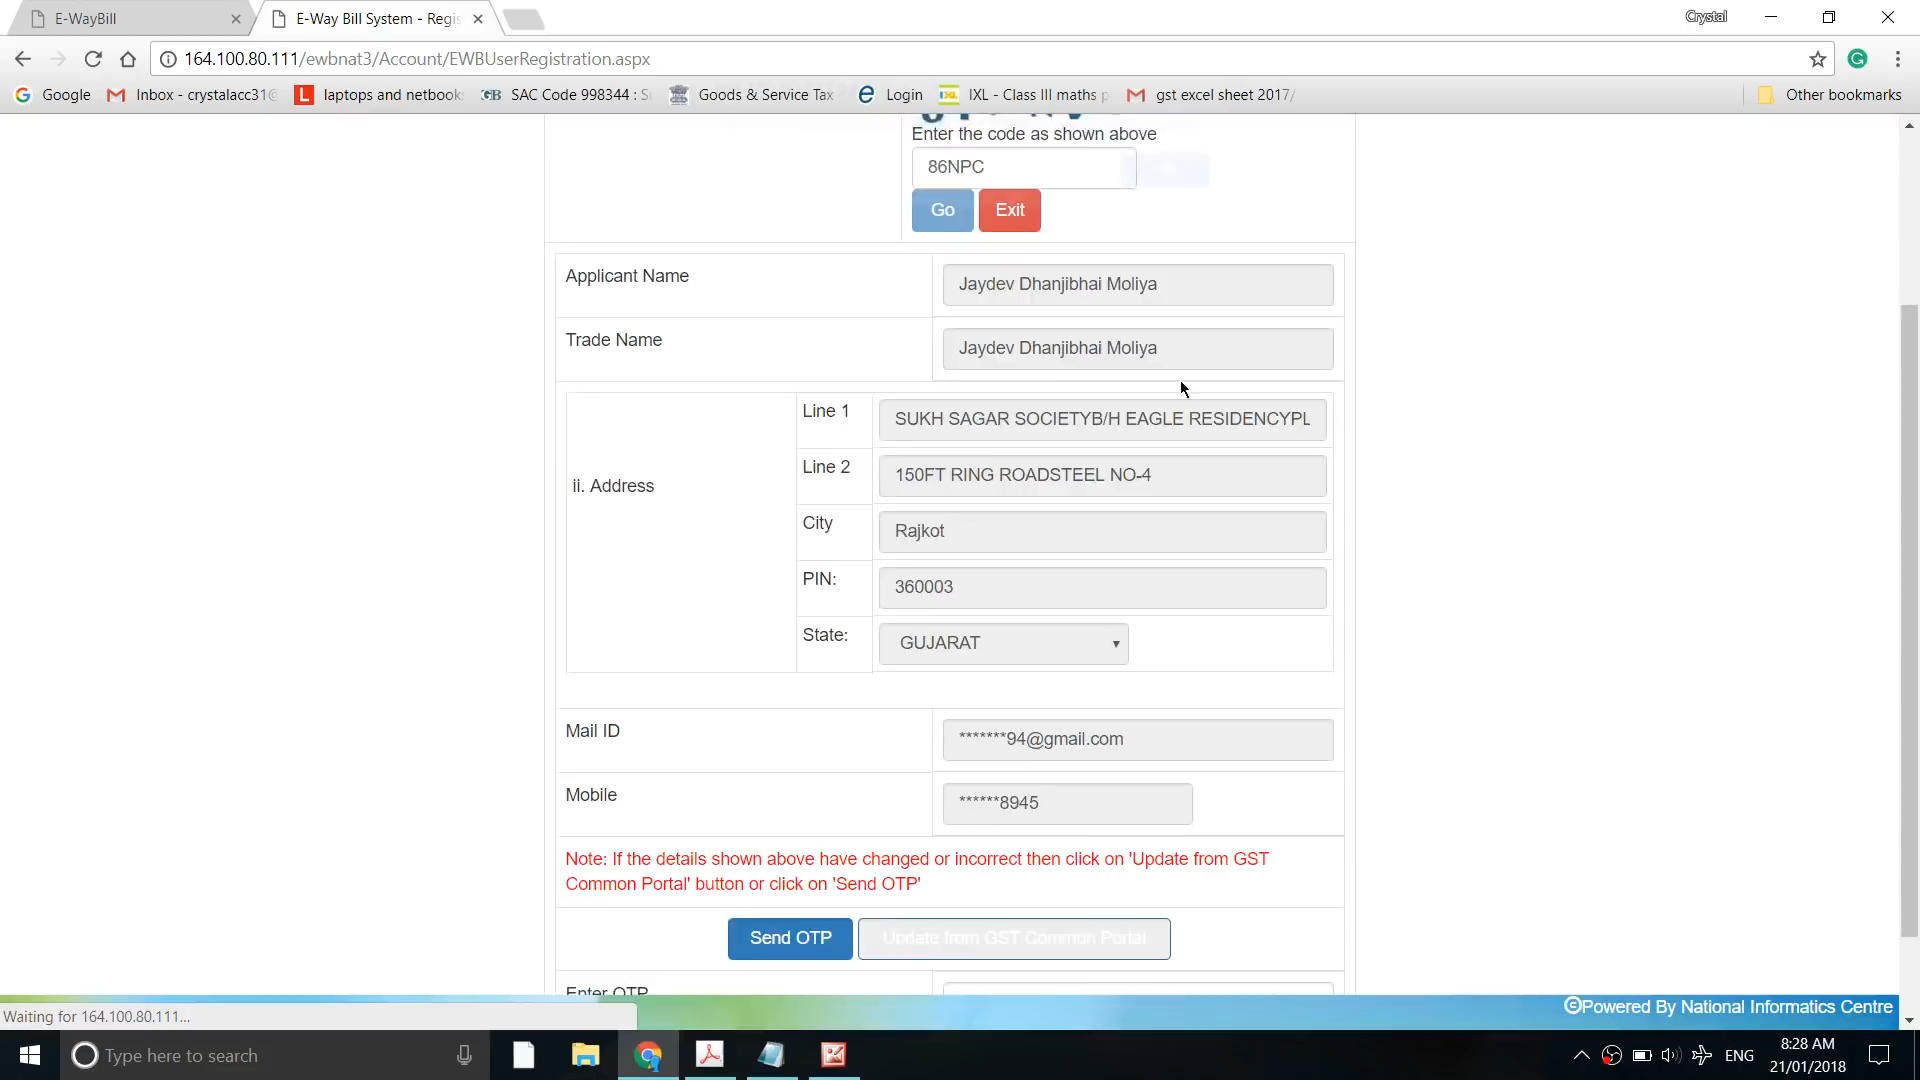 E-WayBill
E-Way Bill System - Regis
Crystal
164.100.80.111/ewbnat3/Account/EWBUserRegistration.aspx
Google
Inbox - crystalacc31@
laptops and netbook
SAC Code 998344 : S
Goods & Service Tax
Login
IXL - Class III maths p
gst excel sheet 2017/
Other bookmarks
Enter the code as shown above
86NPC
Go Exit
Applicant Name
Jaydev Dhanjibhai Moliya
Trade Name
Jaydev Dhanjibhai Moliya
ii. Address
Line 1
SUKH SAGAR SOCIETYB/H EAGLE RESIDENCYPL
Line 2
150FT RING ROADSTEEL NO-4
City
Rajkot
PIN:
360003
State:
GUJARAT
Mail ID
*******94@gmail.com
Mobile
******8945
Note: If the details shown above have changed or incorrect then click on 'Update from GST
Common Portal' button or click on 'Send OTP'
Send OTP
Update from GST Common Portal
Enter OTP
©Powered By National Informatics Centre
Waiting for 164.100.80.111...
Type here to search
ENG
8:28 AM
21/01/2018